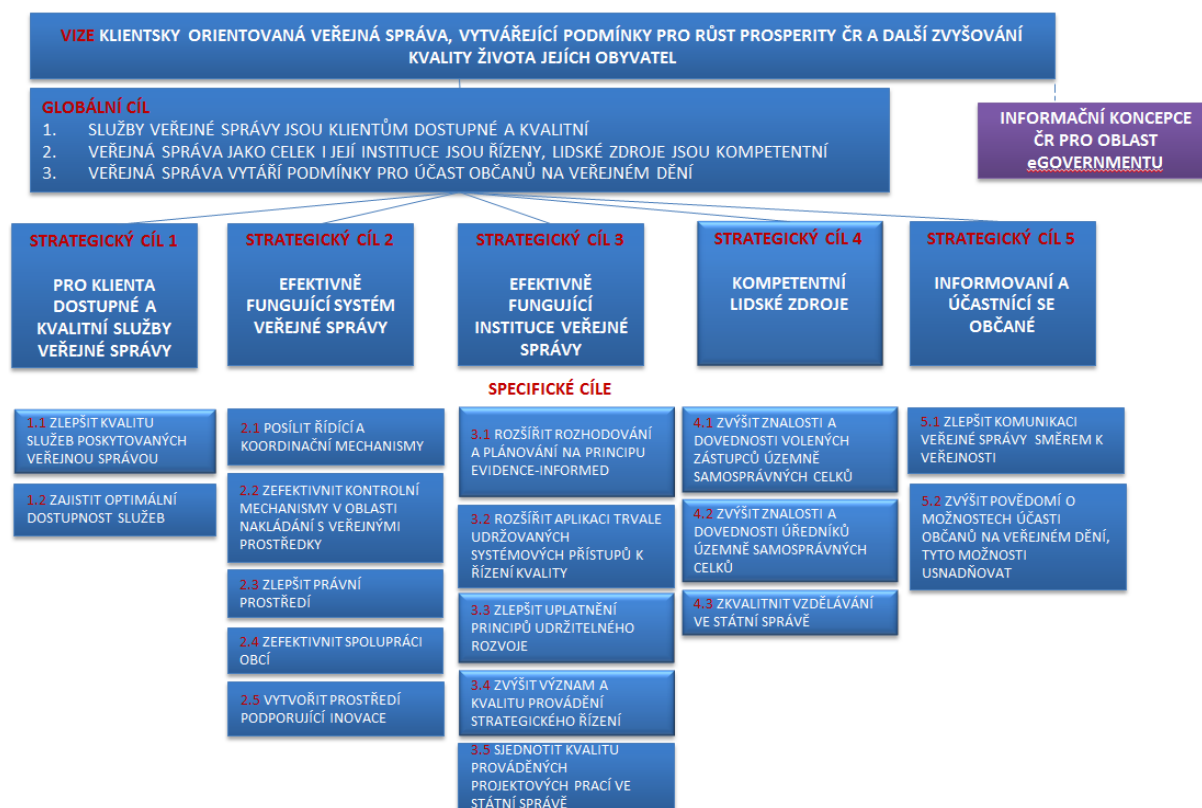 VIZE KLIENTSKY ORIENTOVANÁ VEŘEJNÁ SPRÁVA, VYTVÁŘEJÍCÍ PODMÍNKY PRO RŮST PROSPERITY ČR A DALŠÍ ZVYŠOVÁNÍ
KVALITY ŽIVOTA JEJÍCH OBYVATEL
GLOBÁLNÍ CÍL
1. SLUŽBY VEŘEJNÉ SPRÁVY JSOU KLIENTŮM DOSTUPNÉ A KVALITNÍ
2. VEŘEJNÁ SPRÁVA JAKO CELEK I JEJÍ INSTITUCE JSOU ŘÍZENY, LIDSKÉ ZDROJE JSOU KOMPETENTNÍ
3. VEŘEJNÁ SPRÁVA VYTÁŘÍ PODMÍNKY PRO ÚČAST OBČANŮ NA VEŘEJNÉM DĚNÍ
INFORMAČNÍ KONCEPCE
ČR PRO OBLAST
eGOVERNMENTU
STRATEGICKÝ CÍL 1
PRO KLIENTA
DOSTUPNÉ A
KVALITNÍ SLUŽBY
VEŘEJNÉ SPRÁVY
STRATEGICKÝ CÍL 2
EFEKTIVNĚ
FUNGUJÍCÍ SYSTÉM
VEŘEJNÉ SPRÁVY
STRATEGICKÝ CÍL 3
EFEKTIVNĚ
FUNGUJÍCÍ
INSTITUCE VEŘEJNÉ
SPRÁVY
STRATEGICKÝ CÍL 4
KOMPETENTNÍ
LIDSKÉ ZDROJE
STRATEGICKÝ CÍL 5
INFORMOVANÍ A
ÚČASTNÍCÍ SE
OBČANÉ
SPECIFICKÉ CÍLE
1.1 ZLEPŠIT KVALITU
SLUŽEB POSKYTOVANÝCH
VEŘEJNOU SPRÁVOU
1.2 ZAJISTIT OPTIMÁLNÍ
DOSTUPNOST SLUŽEB
2.1 POSÍLIT ŘÍDÍCÍ A
KOORDINAČNÍ MECHANISMY
2.2 ZEFEKTIVNIT KONTROLNÍ
MECHANISMY V OBLASTI
NAKLÁDÁNÍ S VEŘEJNÝMI
PROSTŘEDKY
2.3 ZLEPŠIT PRÁVNÍ
PROSTŘEDÍ
2.4 ZEFEKTIVNIT SPOLUPRÁCI
OBCÍ
2.5 VYTVOŘIT PROSTŘEDÍ
PODPORUJÍCÍ INOVACE
3.1 ROZŠÍŘIT ROZHODOVÁNÍ
A PLÁNOVÁNÍ NA PRINCIPU
EVIDENCE-INFORMED
3.2 ROZŠÍŘIT APLIKACI TRVALE
UDRŽOVANÝCH
SYSTÉMOVÝCH PŘÍSTUPŮ K
ŘÍZENÍ KVALITY
3.3 ZLEPŠIT UPLATNĚNÍ
PRINCIPŮ UDRŽITELNÉHO
ROZVOJE
3.4 ZVÝŠIT VÝZNAM A
KVALITU PROVÁDĚNÍ
STRATEGICKÉHO ŘÍZENÍ
3.5 SJEDNOTIT KVALITU
PROVÁDĚNÝCH
PROJEKTOVÝCH PRACÍ VE
STÁTNÍ SPRÁVĚ
4.1 ZVÝŠIT ZNALOSTI A
DOVEDNOSTI VOLENÝCH
ZÁSTUPCŮ ÚZEMNĚ
SAMOSPRÁVNÝCH CELKŮ
4.2 ZVÝŠIT ZNALOSTI A
DOVEDNOSTI ÚŘEDNÍKŮ
ÚZEMNĚ SAMOSPRÁVNÝCH
CELKŮ
4.3 ZKVALITNIT VZDĚLÁVÁNÍ
VE STÁTNÍ SPRÁVĚ
5.1 ZLEPŠIT KOMUNIKACI
VEŘEJNÉ SPRÁVY SMĚREM K
VEŘEJNOSTI
5.2 ZVÝŠIT POVĚDOMÍ O
MOŽNOSTECH ÚČASTI
OBČANŮ NA VEŘEJNÉM DĚNÍ,
TYTO MOŽNOSTI
USNADŇOVAT